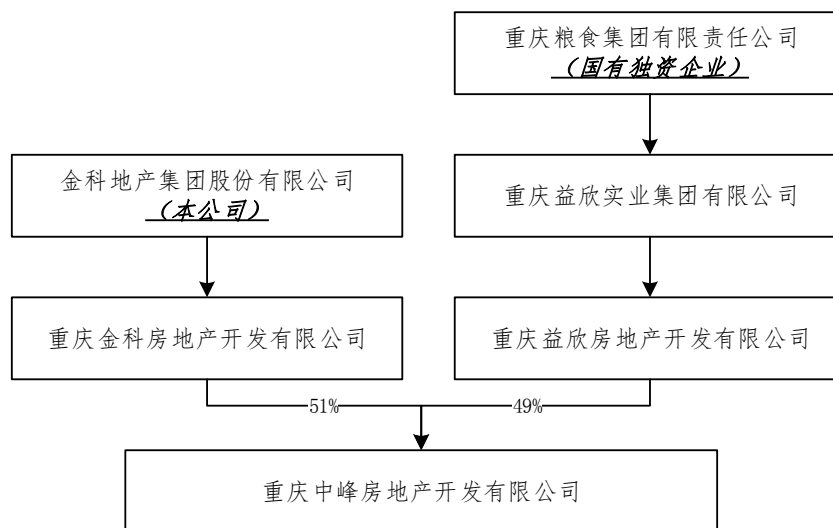 重庆粮食集团有限责任公司
（国有独资企业）
金科地产集团股份有限公司
（本公司）
重庆益欣实业集团有限公司
重庆金科房地产开发有限公司
重庆益欣房地产开发有限公司
51%
49%
重庆中峰房地产开发有限公司